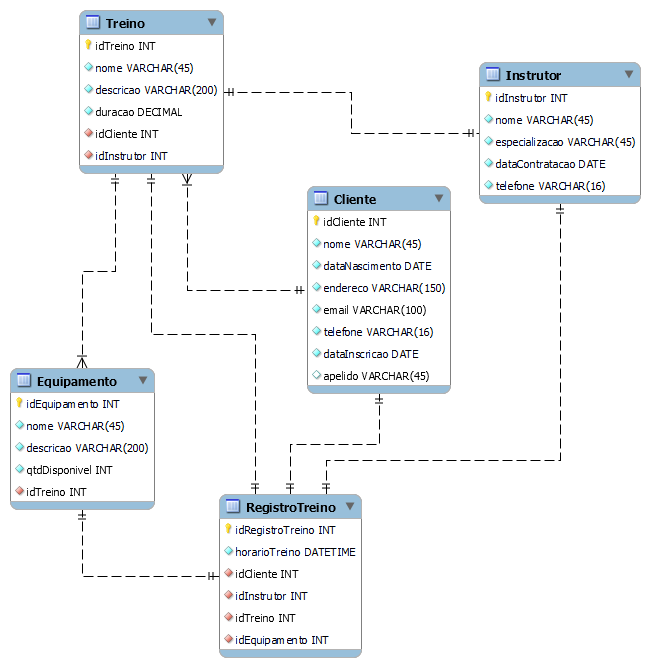 Treino
idTreino INT
nome VARCHAR(45)
descricao VARCHAR(200)
duracao DECIMAL
idCliente INT
idInstrutor INT
Instrutor
idInstrutor INT
nome VARCHAR(45)
especializacao VARCHAR(45)
dataContratacao DATE
telefone VARCHAR(16)
Cliente
idCliente INT
nome VARCHAR(45)
dataNascimento DATE
endereco VARCHAR(150)
email VARCHAR(100)
telefone VARCHAR(16)
dataInscricao DATE
apelido VARCHAR(45)
Equipamento
idEquipamento INT
nome VARCHAR(45)
descricao VARCHAR(200)
qtdDisponivel INT
idTreino INT
RegistroTreino
idRegistroTreino INT
horarioTreino DATETIME
idCliente INT
idInstrutor INT
idTreino INT
idEquipamento INT